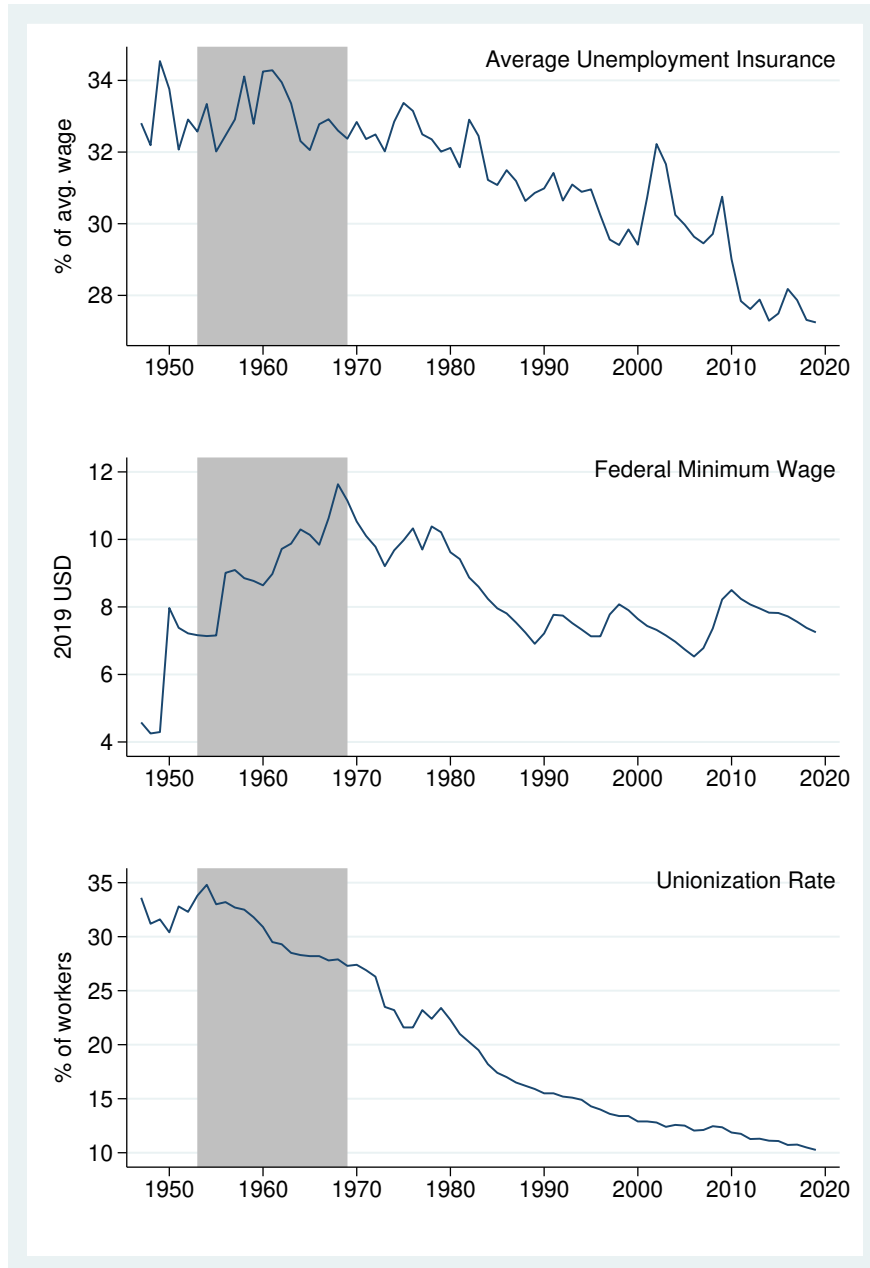 Average Unemployment Insurance
% of avg. wage
34
32
30
28
1950 1960 1970 1980 1990 2000 2010 2020
Federal Minimum Wage
2019 USD
12
10
8
6
4
1950 1960 1970 1980 1990 2000 2010 2020
Unionization Rate
% of workers
35
30
25
20
15
10
1950 1960 1970 1980 1990 2000 2010 2020